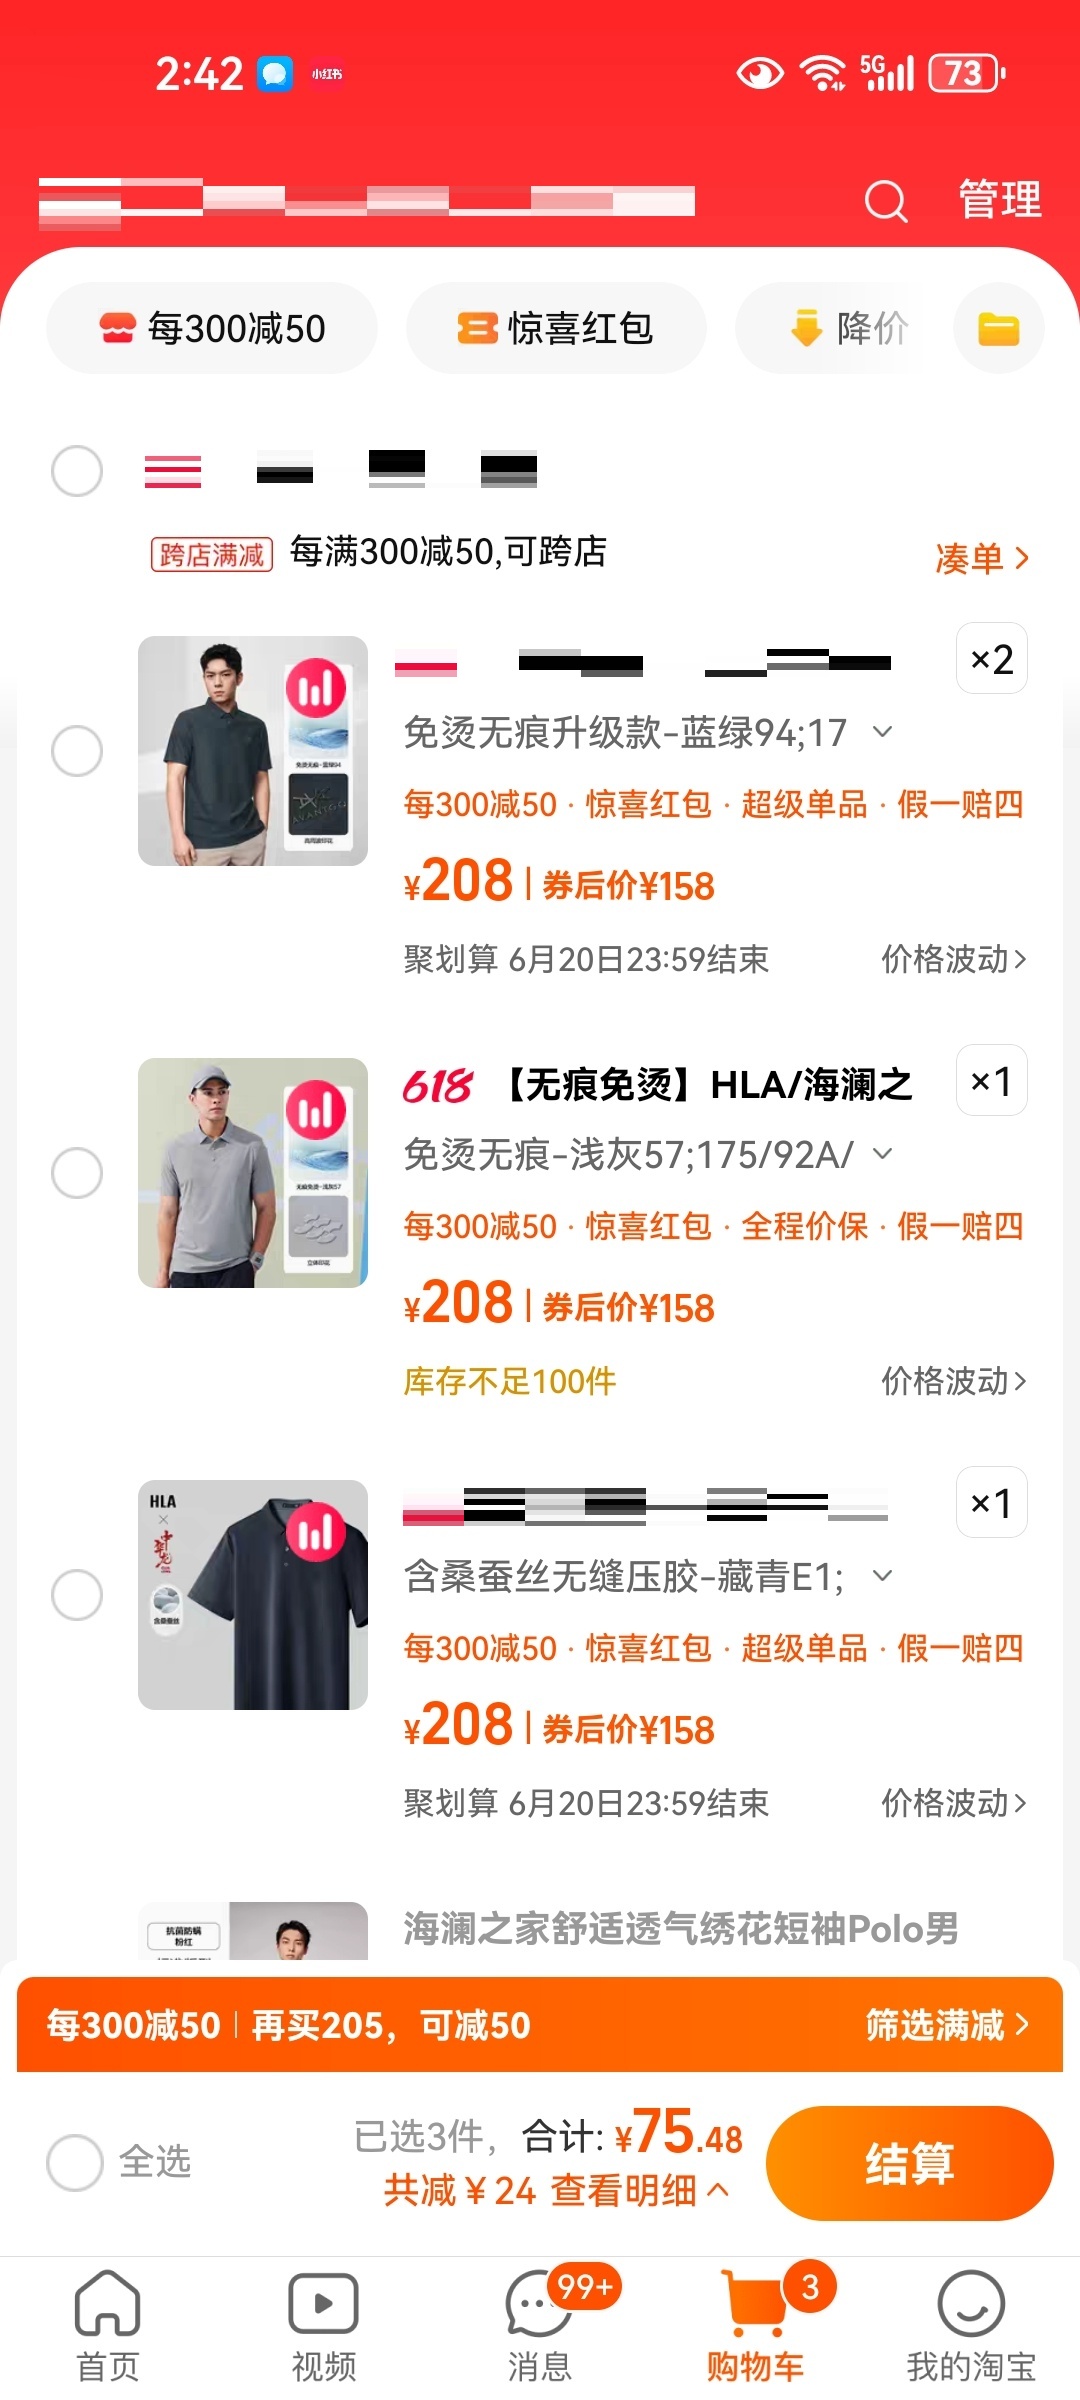 2:42 小红书 5G 73
管理
每300减50 惊喜红包 降价
跨店满减 每满300减50,可跨店 凑单
×2
免烫无痕升级款-蓝绿94;17
每300减50 · 惊喜红包 · 超级单品 · 假一赔四
¥208 券后价¥158
聚划算 6月20日23:59结束 价格波动
618 【无痕免烫】HLA/海澜之 ×1
免烫无痕-浅灰57;175/92A/
每300减50 · 惊喜红包 · 全程价保 · 假一赔四
¥208 券后价¥158
库存不足100件 价格波动
HLA
×1
含桑蚕丝
含桑蚕丝无缝压胶-藏青E1;
每300减50 · 惊喜红包 · 超级单品 · 假一赔四
¥208 券后价¥158
聚划算 6月20日23:59结束 价格波动
抗菌防螨
粉红
海澜之家舒适透气绣花短袖Polo男
每300减50 再买205，可减50 筛选满减
全选 已选3件，合计:¥75.48 结算
共减¥24 查看明细
99+ 3
首页 视频 消息 购物车 我的淘宝